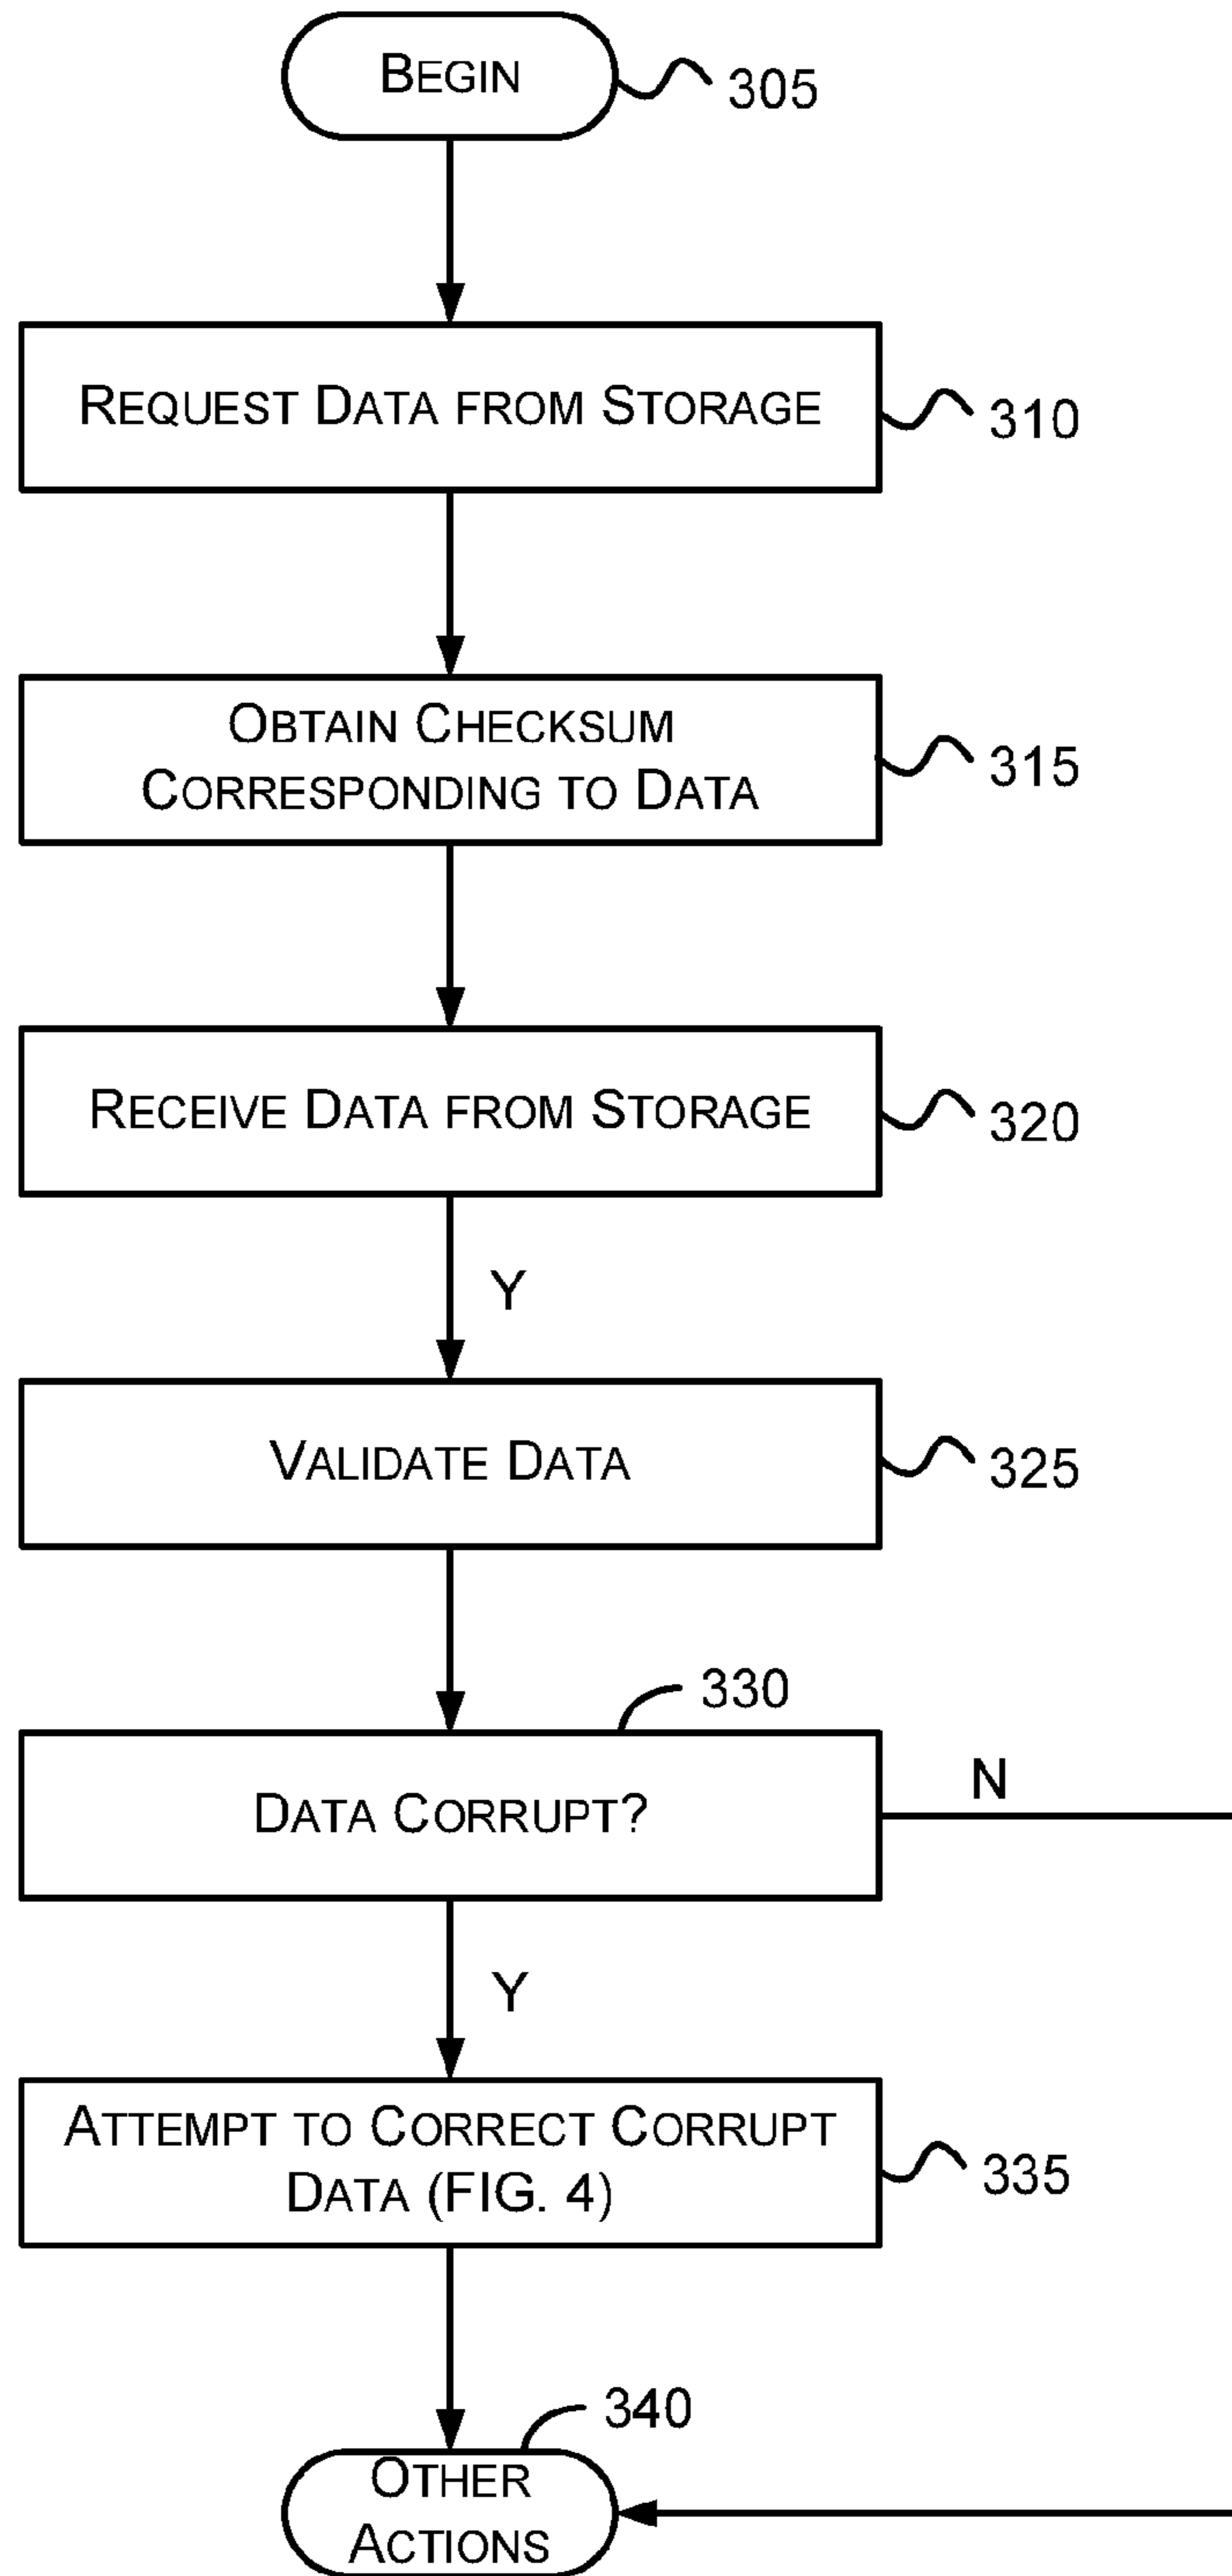 BEGIN
305
REQUEST DATA FROM STORAGE
310
OBTAIN CHECKSUM
CORRESPONDING TO DATA
315
RECEIVE DATA FROM STORAGE
320
Y
VALIDATE DATA
325
330
DATA CORRUPT?
N
Y
ATTEMPT TO CORRECT CORRUPT
DATA (FIG. 4)
335
340
OTHER
ACTIONS